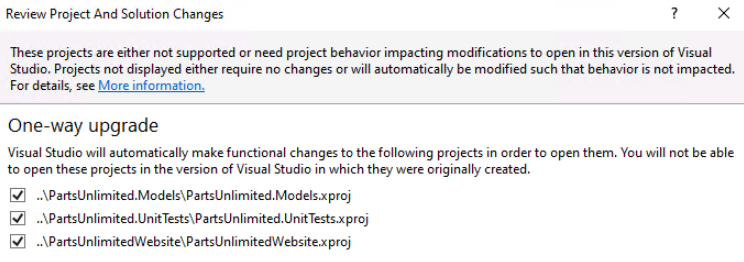 Review Project And Solution Changes
? ✕
These projects are either not supported or need project behavior impacting modifications to open in this version of Visual
Studio. Projects not displayed either require no changes or will automatically be modified such that behavior is not impacted.
For details, see More information.
One-way upgrade
Visual Studio will automatically make functional changes to the following projects in order to open them. You will not be able
to open these projects in the version of Visual Studio in which they were originally created.
..\PartsUnlimited.Models\PartsUnlimited.Models.xproj
..\PartsUnlimited.UnitTests\PartsUnlimited.UnitTests.xproj
..\PartsUnlimitedWebsite\PartsUnlimitedWebsite.xproj